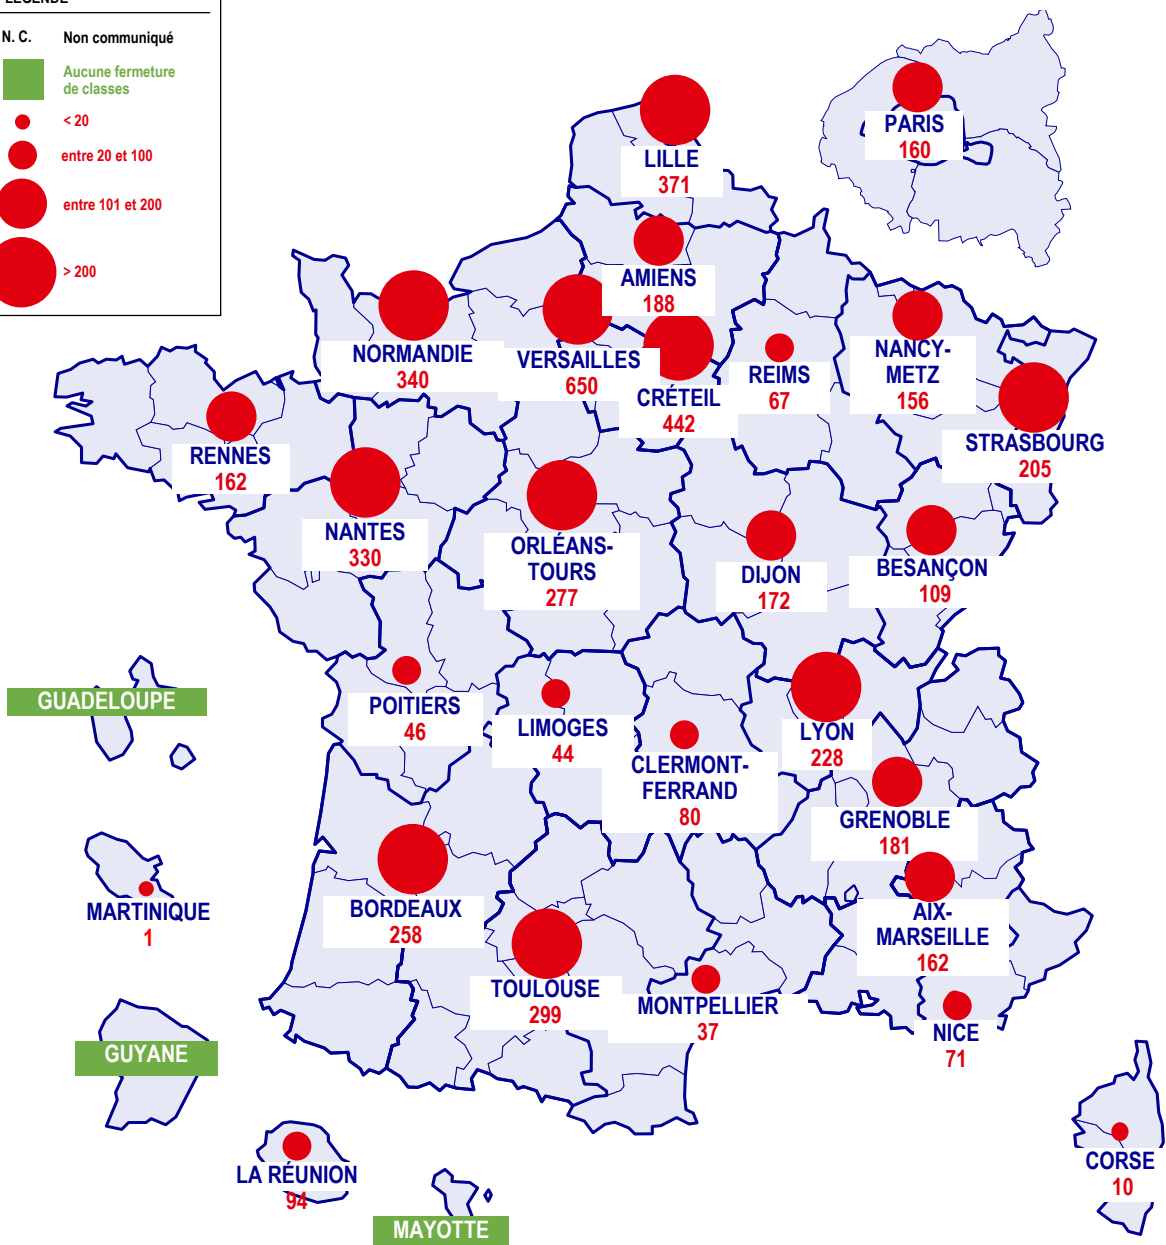 LÉGENDE
N. C. Non communiqué
Aucune fermeture
de classes
< 20
entre 20 et 100
entre 101 et 200
> 200
PARIS
160
LILLE
371
AMIENS
188
NORMANDIE
340
VERSAILLES
650
CRÉTEIL
442
REIMS
67
NANCY-
METZ
156
STRASBOURG
205
RENNES
162
NANTES
330
ORLÉANS-
TOURS
277
DIJON
172
BESANÇON
109
GUADELOUPE
POITIERS
46
LIMOGES
44
CLERMONT-
FERRAND
80
LYON
228
GRENOBLE
181
MARTINIQUE
1
BORDEAUX
258
TOULOUSE
299
MONTPELLIER
37
AIX-
MARSEILLE
162
NICE
71
GUYANE
LA RÉUNION
94
MAYOTTE
CORSE
10